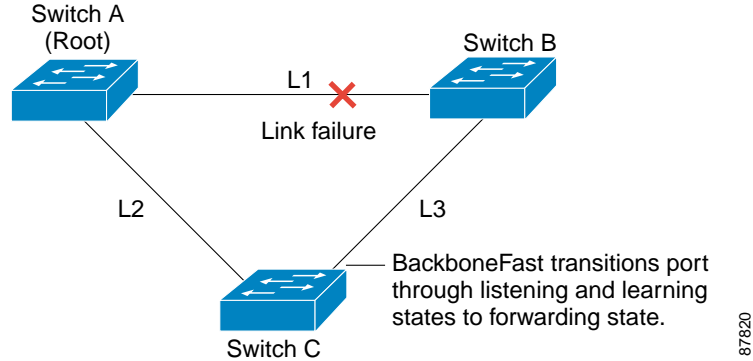 Switch A
(Root)
Switch B
L1
Link failure
L2
L3
BackboneFast transitions port
through listening and learning
states to forwarding state.
Switch C
87820